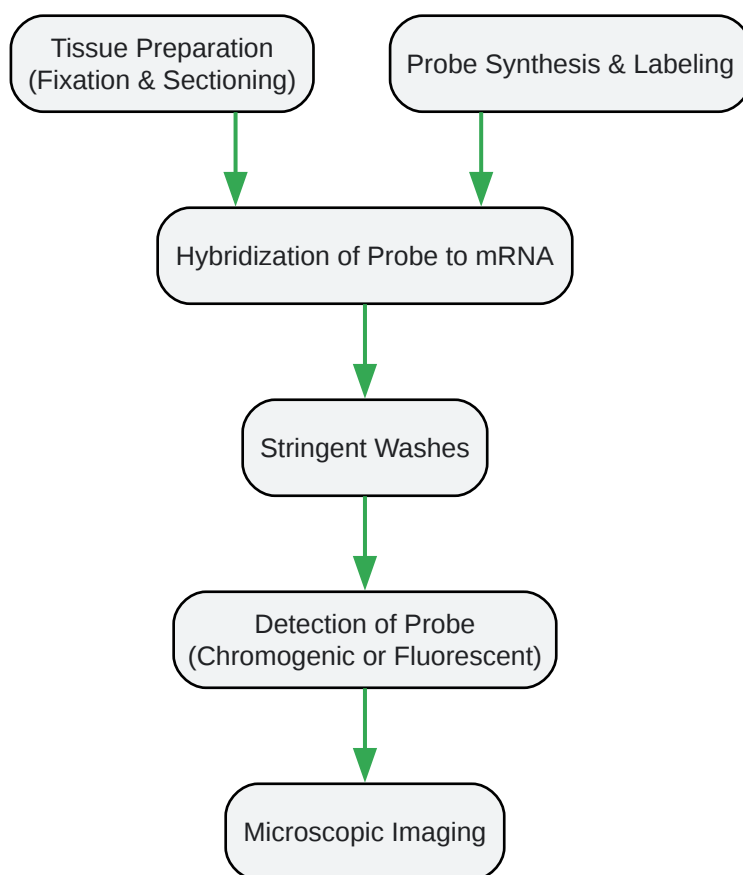 Tissue Preparation
(Fixation & Sectioning)
Probe Synthesis & Labeling
Hybridization of Probe to mRNA
Stringent Washes
Detection of Probe
(Chromogenic or Fluorescent)
Microscopic Imaging